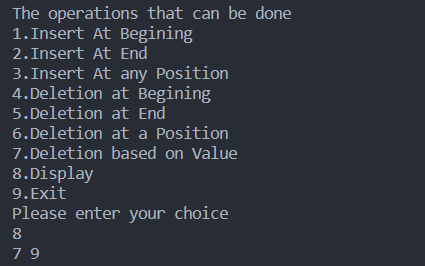 The operations that can be done
1.Insert At Begining
2.Insert At End
3.Insert At any Position
4.Deletion at Begining
5.Deletion at End
6.Deletion at a Position
7.Deletion based on Value
8.Display
9.Exit
Please enter your choice
8
7 9